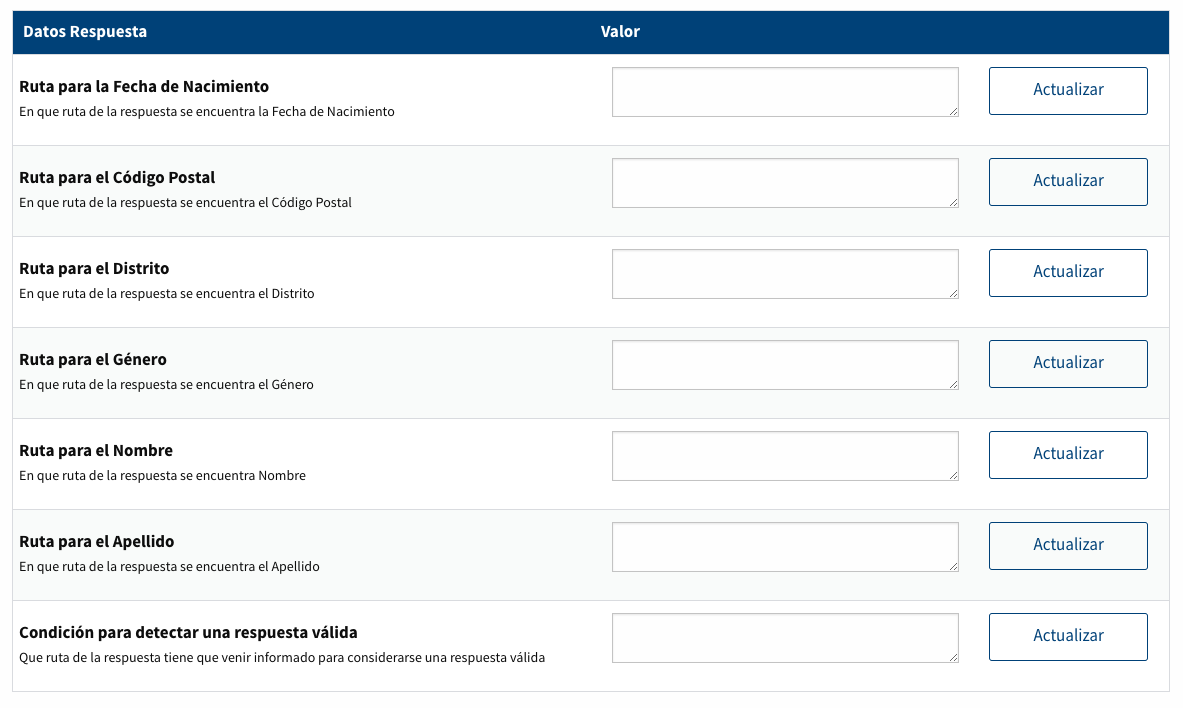 Datos Respuesta Valor
Ruta para la Fecha de Nacimiento
En que ruta de la respuesta se encuentra la Fecha de Nacimiento
Actualizar
Ruta para el Código Postal
En que ruta de la respuesta se encuentra el Código Postal
Actualizar
Ruta para el Distrito
En que ruta de la respuesta se encuentra el Distrito
Actualizar
Ruta para el Género
En que ruta de la respuesta se encuentra el Género
Actualizar
Ruta para el Nombre
En que ruta de la respuesta se encuentra Nombre
Actualizar
Ruta para el Apellido
En que ruta de la respuesta se encuentra el Apellido
Actualizar
Condición para detectar una respuesta válida
Que ruta de la respuesta tiene que venir informado para considerarse una respuesta válida
Actualizar